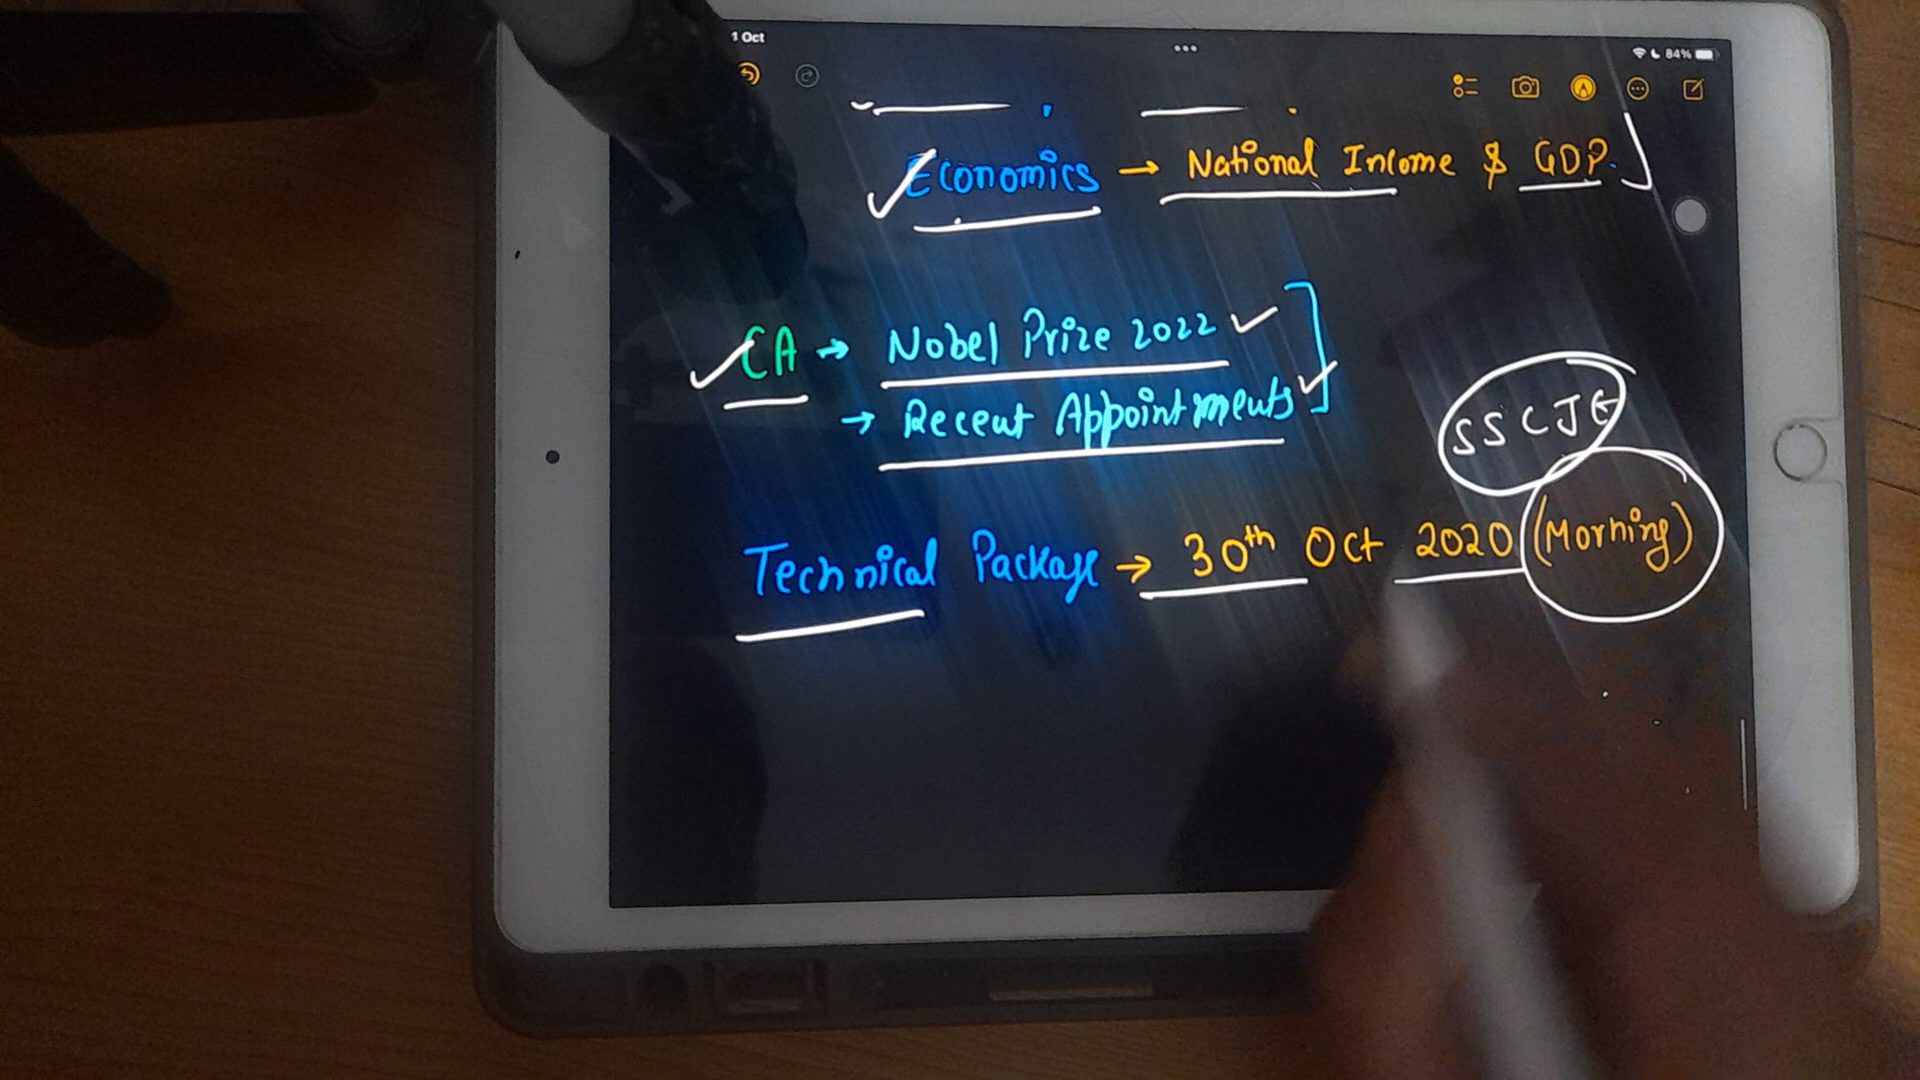 1 Oct
84%
Economics → National Income & GDP.
CA → Nobel Prize 2022
→ Recent Appointments
SSCJE
Technical Package → 30th Oct 2020 (Morning)